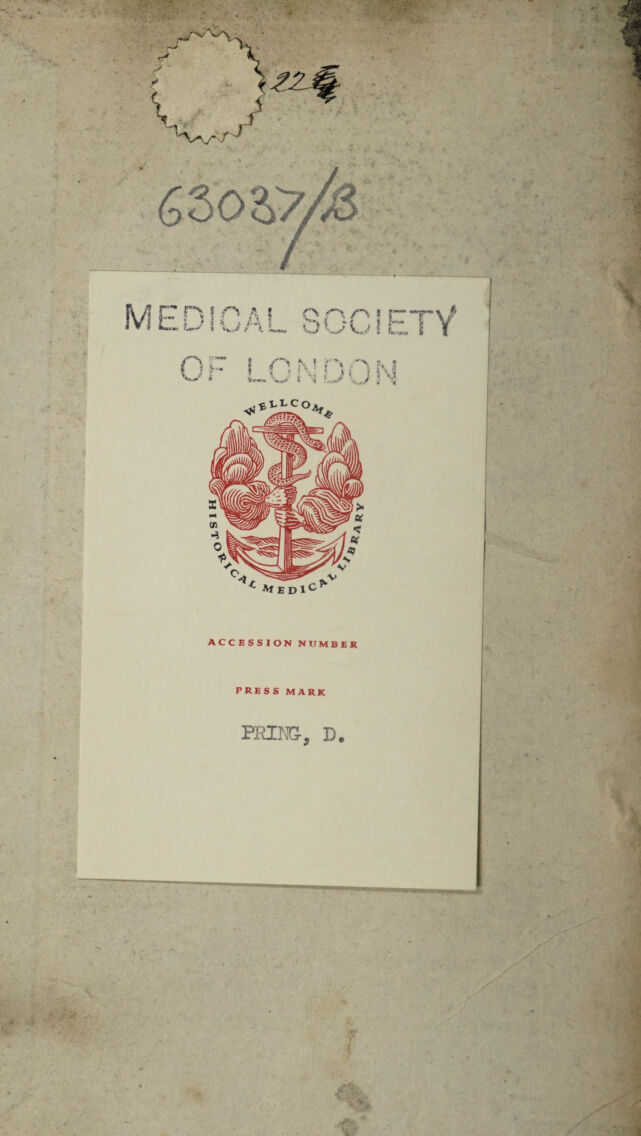 22
63037/B
MEDICAL SOCIETY
OF LONDON
WELLCOME
HISTORICAL MEDICAL LIBRARY
ACCESSION NUMBER
PRESS MARK
PRING, D.